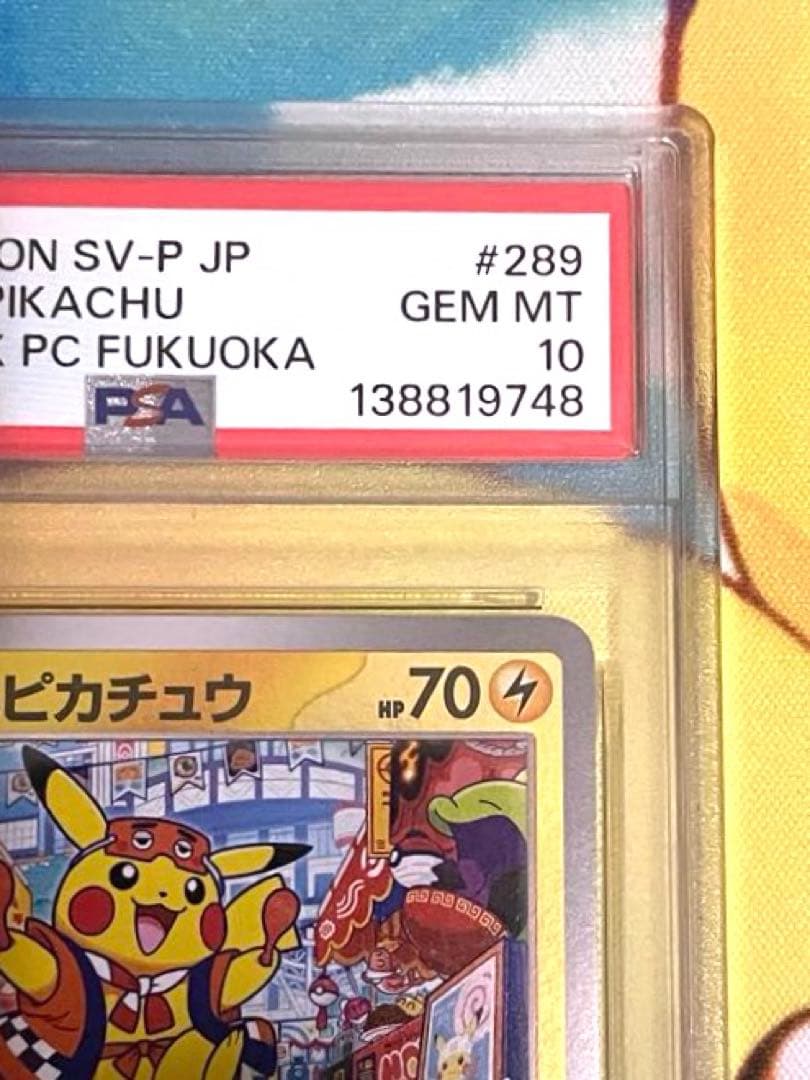 ON SV-P JP #289
PIKACHU GEM MT
K PC FUKUOKA 10
PSA 138819748
ピカチュウ HP70